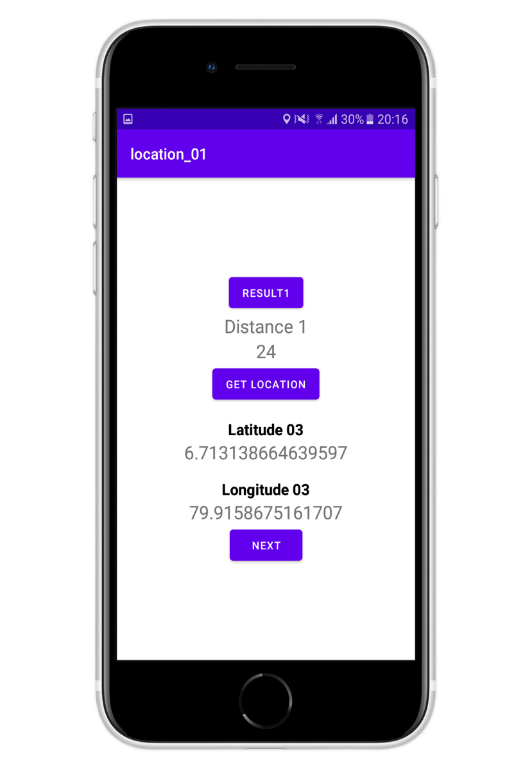 30% 20:16
location_01
RESULT1
Distance 1
24
GET LOCATION
Latitude 03
6.713138664639597
Longitude 03
79.9158675161707
NEXT